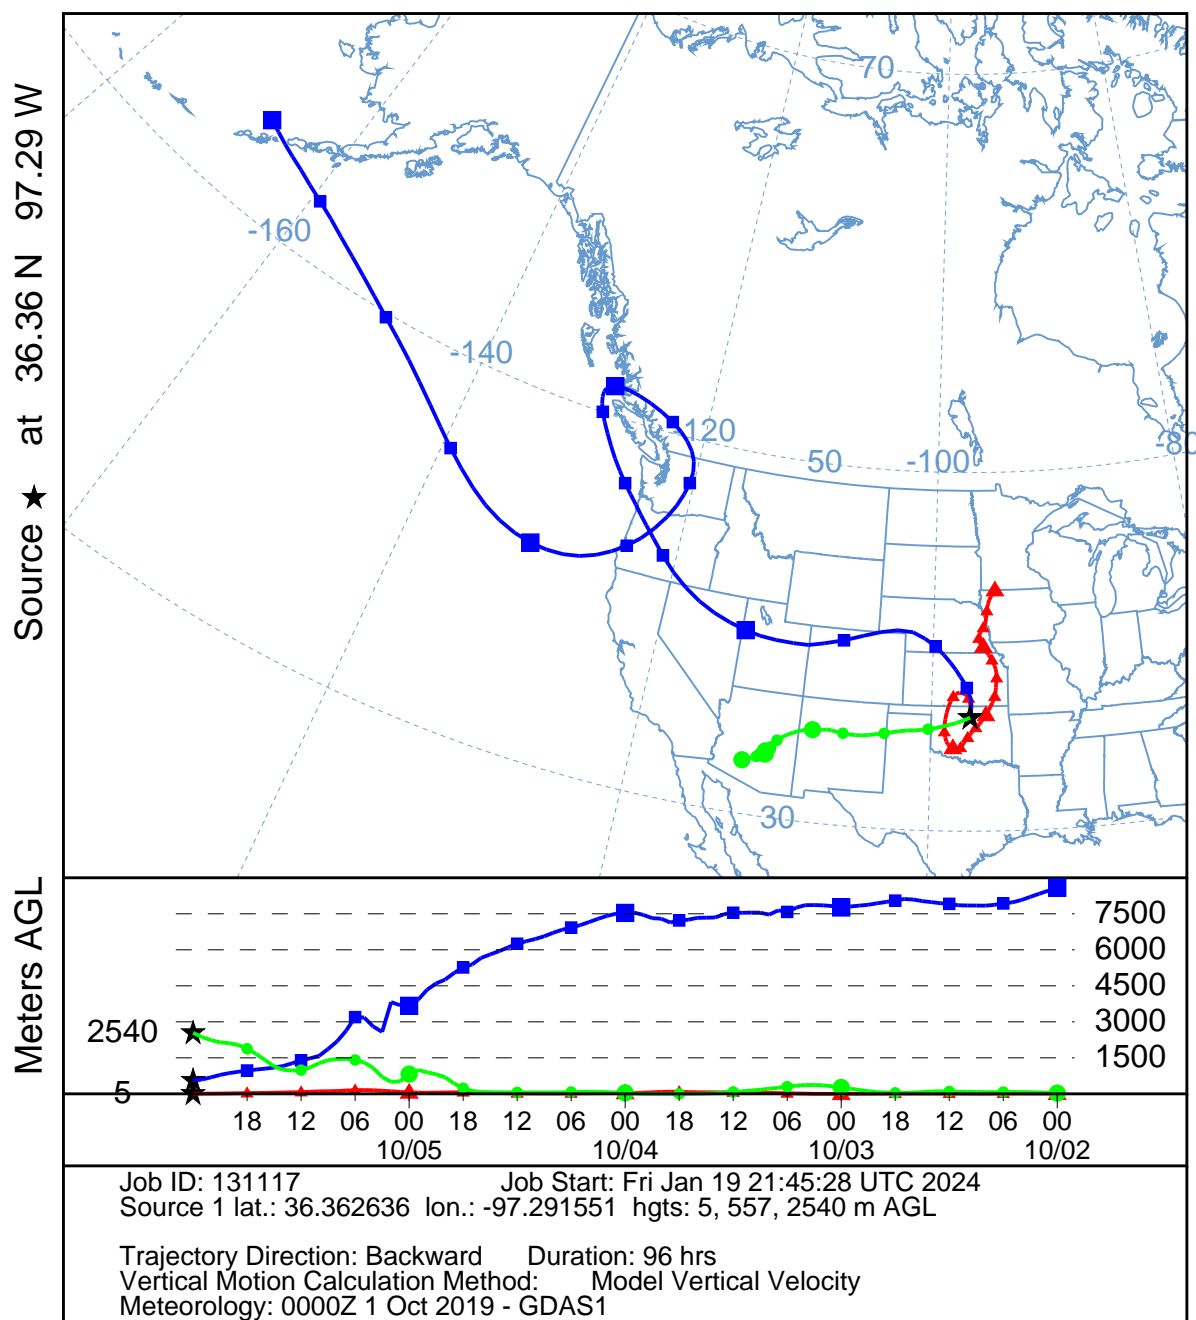 Source ★ at 36.36 N 97.29 W
70
-160
-140
-120
50
-100
-80
30
Meters AGL
7500
6000
4500
3000
1500
2540
5
18 12 06 00 18 12 06 00 18 12 06 00 18 12 06 00
10/05 10/04 10/03 10/02
Job ID: 131117 Job Start: Fri Jan 19 21:45:28 UTC 2024
Source 1 lat.: 36.362636 lon.: -97.291551 hgts: 5, 557, 2540 m AGL
Trajectory Direction: Backward Duration: 96 hrs
Vertical Motion Calculation Method: Model Vertical Velocity
Meteorology: 0000Z 1 Oct 2019 - GDAS1